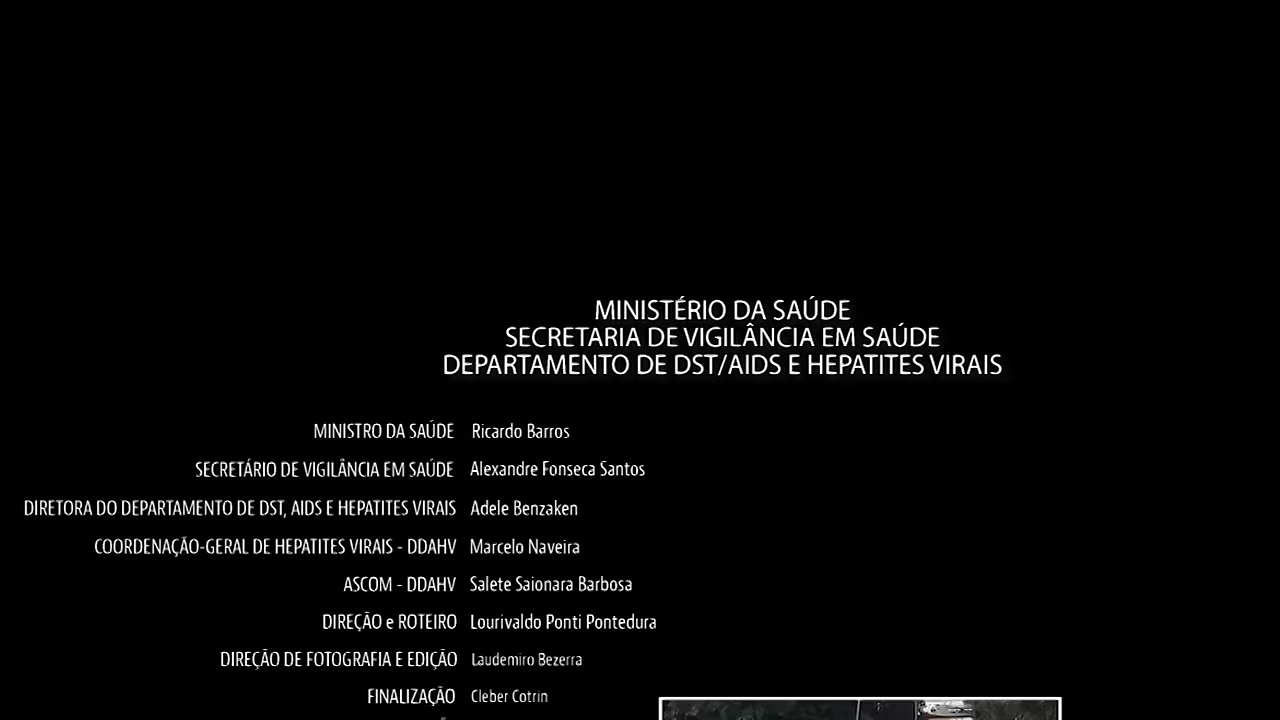 MINISTÉRIO DA SAÚDE
SECRETARIA DE VIGILÂNCIA EM SAÚDE
DEPARTAMENTO DE DST/AIDS E HEPATITES VIRAIS
MINISTRO DA SAÚDE Ricardo Barros
SECRETÁRIO DE VIGILÂNCIA EM SAÚDE Alexandre Fonseca Santos
DIRETORA DO DEPARTAMENTO DE DST, AIDS E HEPATITES VIRAIS Adele Benzaken
COORDENAÇÃO-GERAL DE HEPATITES VIRAIS - DDAHV Marcelo Naveira
ASCOM - DDAHV Salete Saionara Barbosa
DIREÇÃO e ROTEIRO Lourivaldo Ponti Pontedura
DIREÇÃO DE FOTOGRAFIA E EDIÇÃO Laudemiro Bezerra
FINALIZAÇÃO Cleber Cotrin